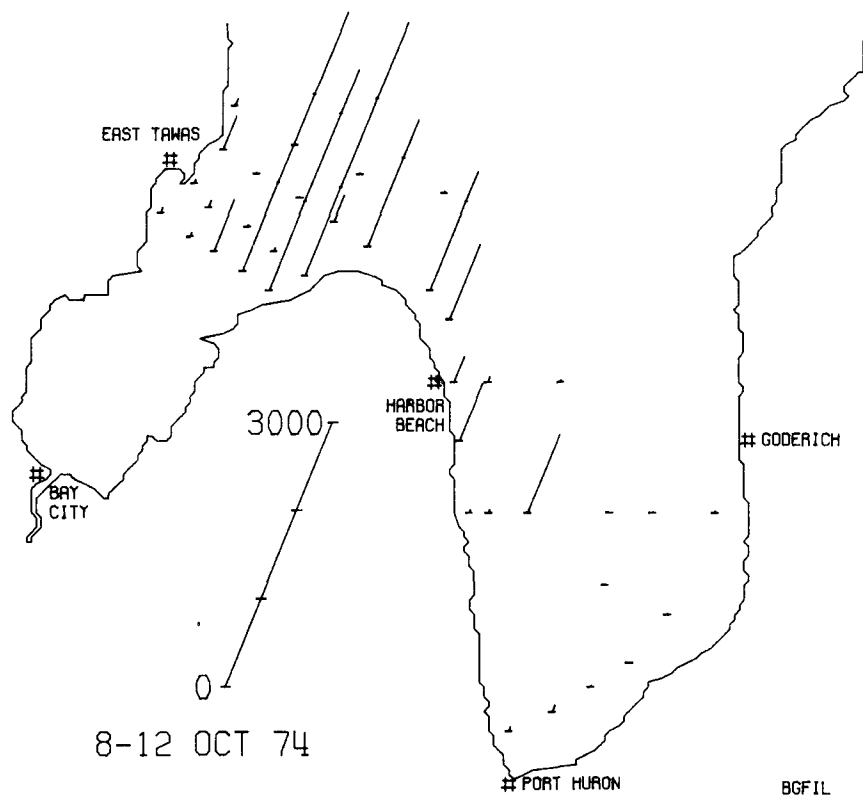 EAST TAWAS
3000
HARBOR
BEACH
GODERICH
BAY
CITY
0
8-12 OCT 74
PORT HURON
BGFIL